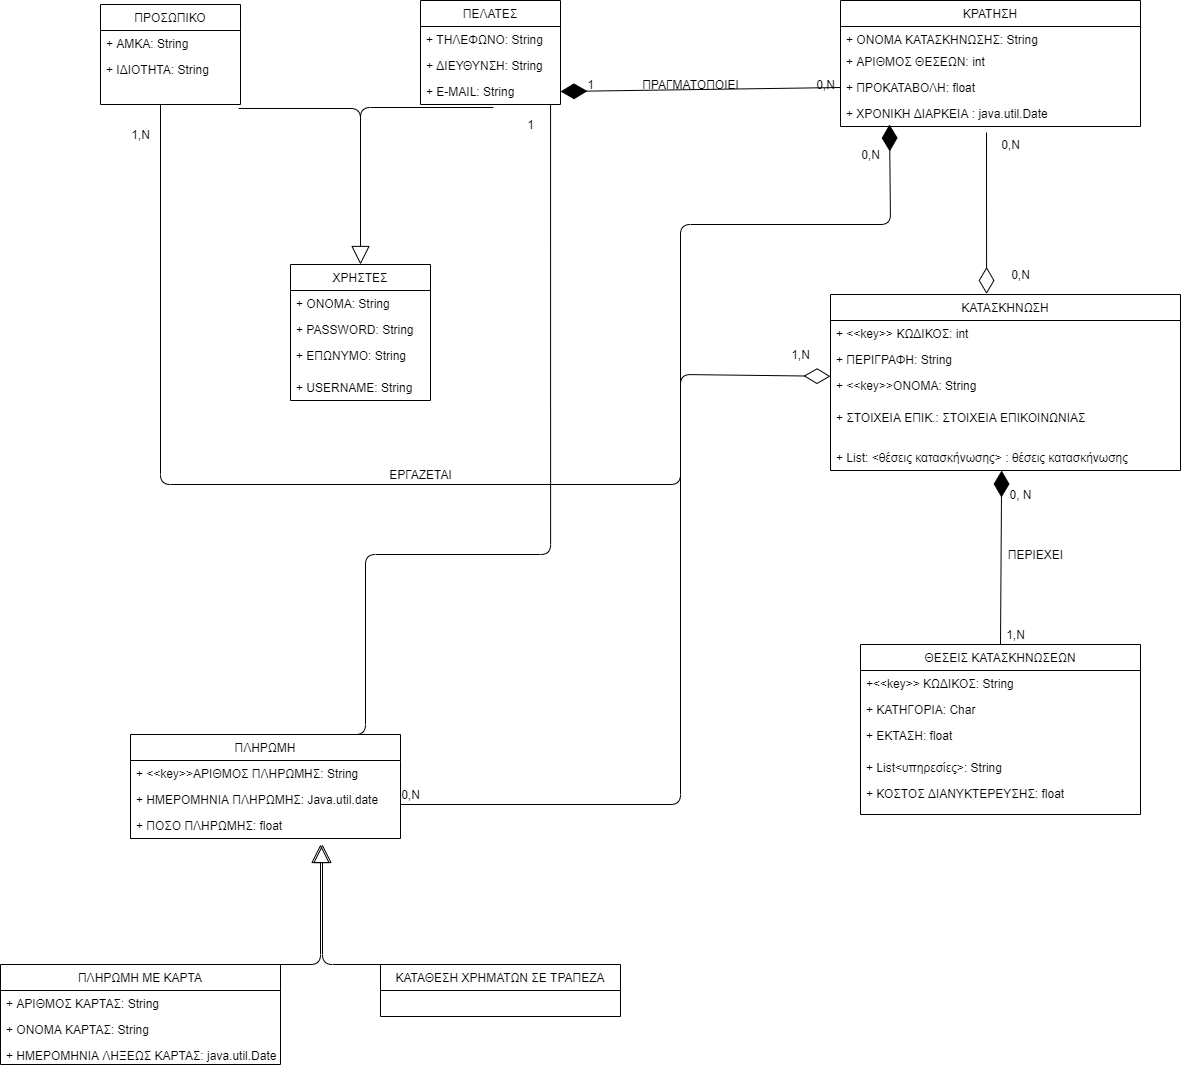 ΠΡΟΣΩΠΙΚΟ
+ ΑΜΚΑ: String
+ ΙΔΙΟΤΗΤΑ: String
1,N
ΠΕΛΑΤΕΣ
+ ΤΗΛΕΦΩΝΟ: String
+ ΔΙΕΥΘΥΝΣΗ: String
+ E-MAIL: String
1
1
ΠΡΑΓΜΑΤΟΠΟΙΕΙ
0,N
ΚΡΑΤΗΣΗ
+ ΟΝΟΜΑ ΚΑΤΑΣΚΗΝΩΣΗΣ: String
+ ΑΡΙΘΜΟΣ ΘΕΣΕΩΝ: int
+ ΠΡΟΚΑΤΑΒΟΛΗ: float
+ ΧΡΟΝΙΚΗ ΔΙΑΡΚΕΙΑ : java.util.Date
0,N
0,N
0,N
ΧΡΗΣΤΕΣ
+ ΟΝΟΜΑ: String
+ PASSWORD: String
+ ΕΠΩΝΥΜΟ: String
+ USERNAME: String
1,N
ΚΑΤΑΣΚΗΝΩΣΗ
+ <<key>> ΚΩΔΙΚΟΣ: int
+ ΠΕΡΙΓΡΑΦΗ: String
+ <<key>>ΟΝΟΜΑ: String
+ ΣΤΟΙΧΕΙΑ ΕΠΙΚ.: ΣΤΟΙΧΕΙΑ ΕΠΙΚΟΙΝΩΝΙΑΣ
+ List: <θέσεις κατασκήνωσης> : θέσεις κατασκήνωσης
ΕΡΓΑΖΕΤΑΙ
0, N
ΠΕΡΙΕΧΕΙ
1,N
ΘΕΣΕΙΣ ΚΑΤΑΣΚΗΝΩΣΕΩΝ
+<<key>> ΚΩΔΙΚΟΣ: String
+ ΚΑΤΗΓΟΡΙΑ: Char
+ ΕΚΤΑΣΗ: float
+ List<υπηρεσίες>: String
+ ΚΟΣΤΟΣ ΔΙΑΝΥΚΤΕΡΕΥΣΗΣ: float
ΠΛΗΡΩΜΗ
+ <<key>>ΑΡΙΘΜΟΣ ΠΛΗΡΩΜΗΣ: String
+ ΗΜΕΡΟΜΗΝΙΑ ΠΛΗΡΩΜΗΣ: Java.util.date
+ ΠΟΣΟ ΠΛΗΡΩΜΗΣ: float
0,N
ΠΛΗΡΩΜΗ ΜΕ ΚΑΡΤΑ
+ ΑΡΙΘΜΟΣ ΚΑΡΤΑΣ: String
+ ΟΝΟΜΑ ΚΑΡΤΑΣ: String
+ ΗΜΕΡΟΜΗΝΙΑ ΛΗΞΕΩΣ ΚΑΡΤΑΣ: java.util.Date
ΚΑΤΑΘΕΣΗ ΧΡΗΜΑΤΩΝ ΣΕ ΤΡΑΠΕΖΑ